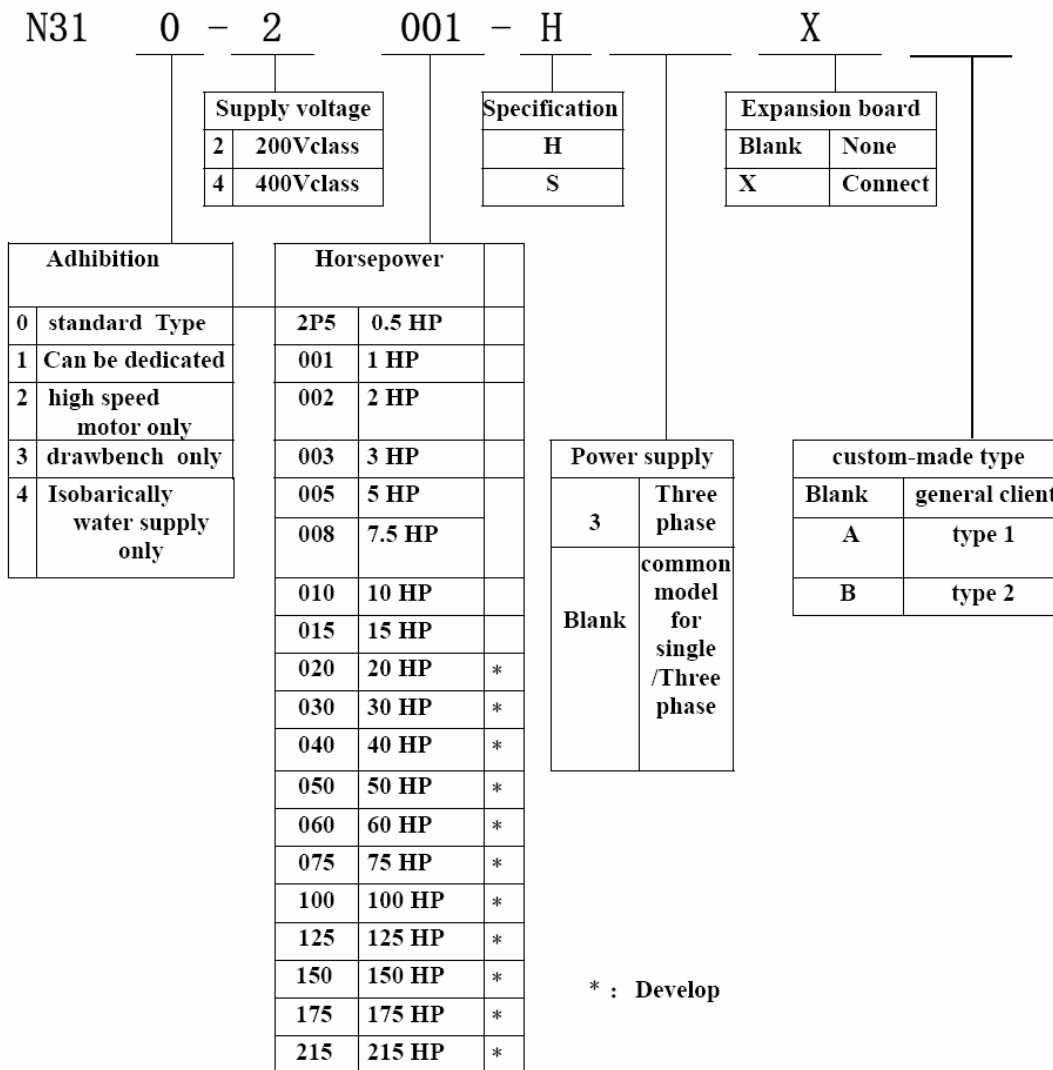 N31 0 - 2 001 - H X
Supply voltage
2 200Vclass
4 400Vclass
Specification
H
S
Expansion board
Blank None
X Connect
Adhibition
0 standard Type
1 Can be dedicated
2 high speed
motor only
3 drawbench only
4 Isobarically
water supply
only
Horsepower
2P5 0.5 HP
001 1 HP
002 2 HP
003 3 HP
005 5 HP
008 7.5 HP
010 10 HP
015 15 HP
020 20 HP *
030 30 HP *
040 40 HP *
050 50 HP *
060 60 HP *
075 75 HP *
100 100 HP *
125 125 HP *
150 150 HP *
175 175 HP *
215 215 HP *
Power supply
3 Three
phase
Blank common
model
for
single
/Three
phase
custom-made type
Blank general client
A type 1
B type 2
* : Develop